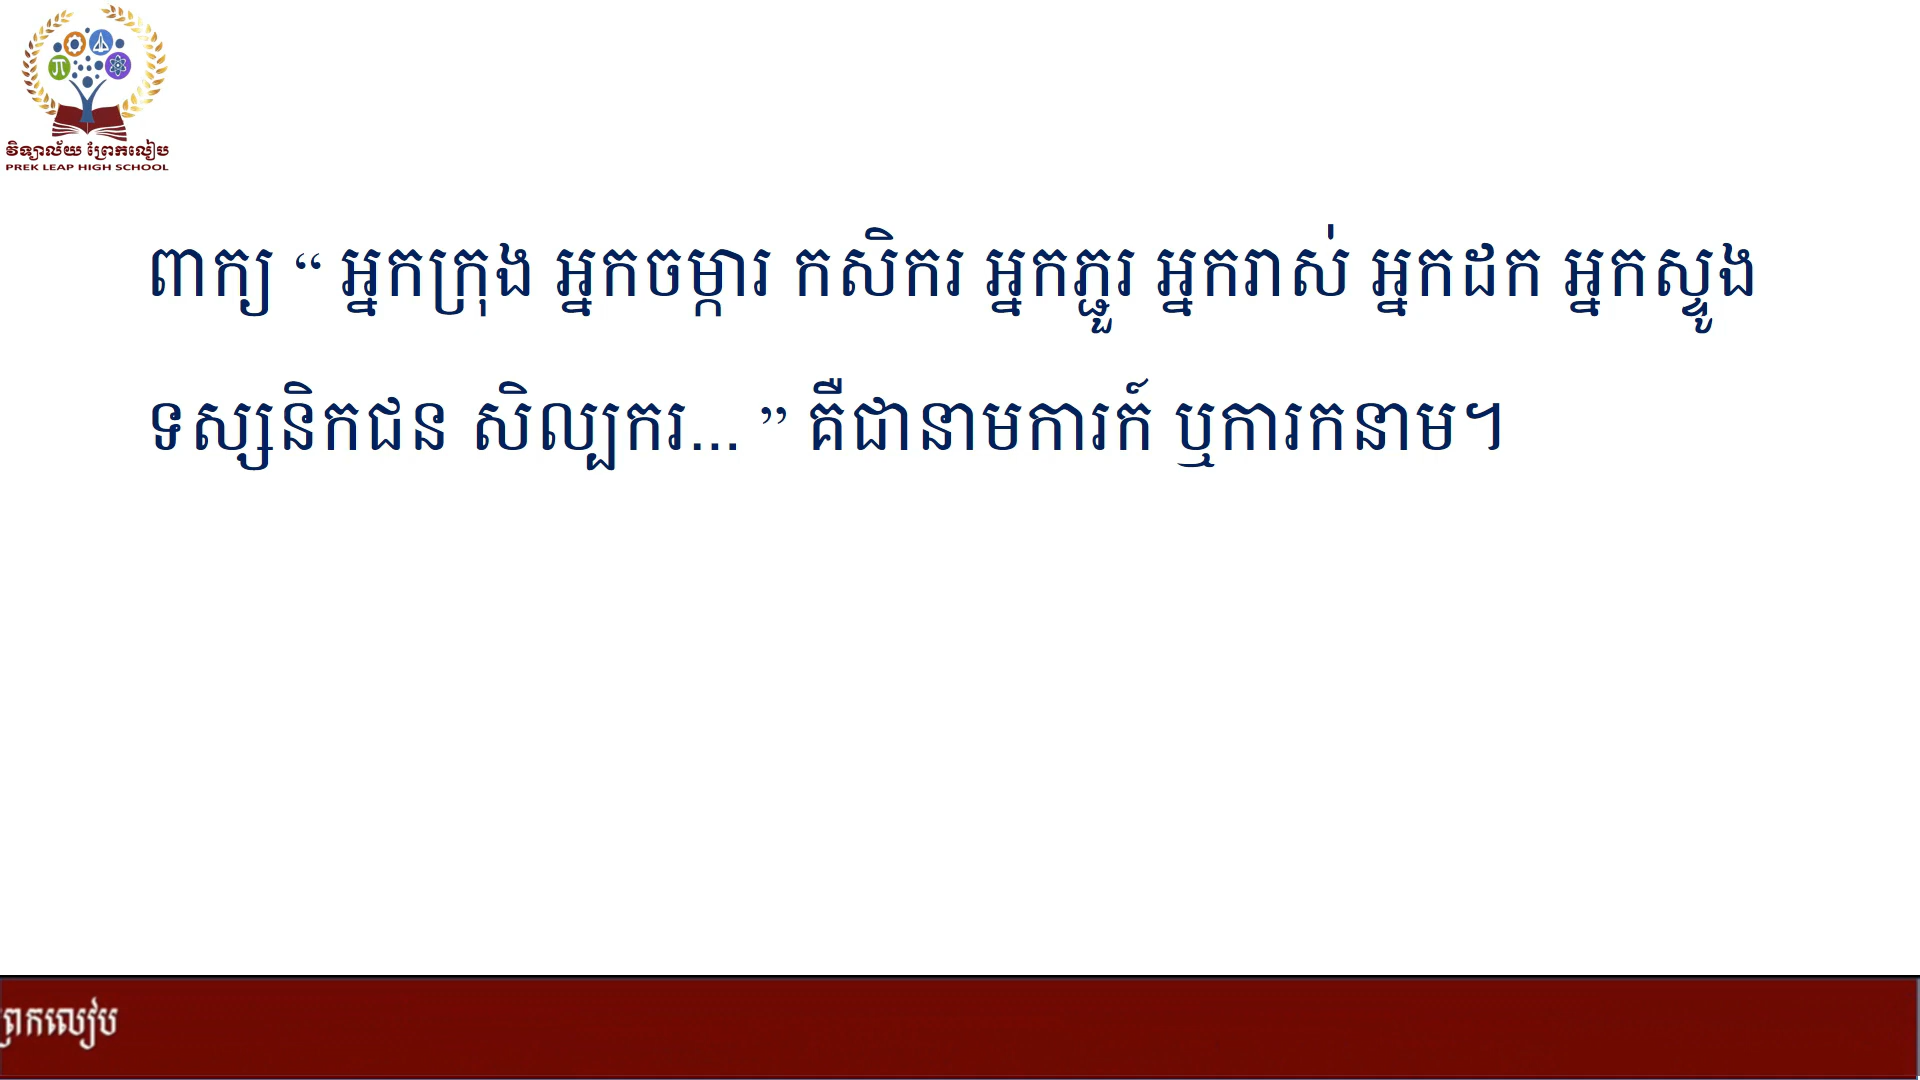 វិទ្យាល័យ ព្រែកលៀប
PREK LEAP HIGH SCHOOL
ពាក្យ “ អ្នកក្រុង អ្នកចម្ការ កសិករ អ្នកភ្ជួរ អ្នករាស់ អ្នកដក អ្នកស្ទូង
ទស្សនិកជន សិល្បករ... ” គឺជានាមការក៍ ឬការកនាម។
ព្រែកលៀប